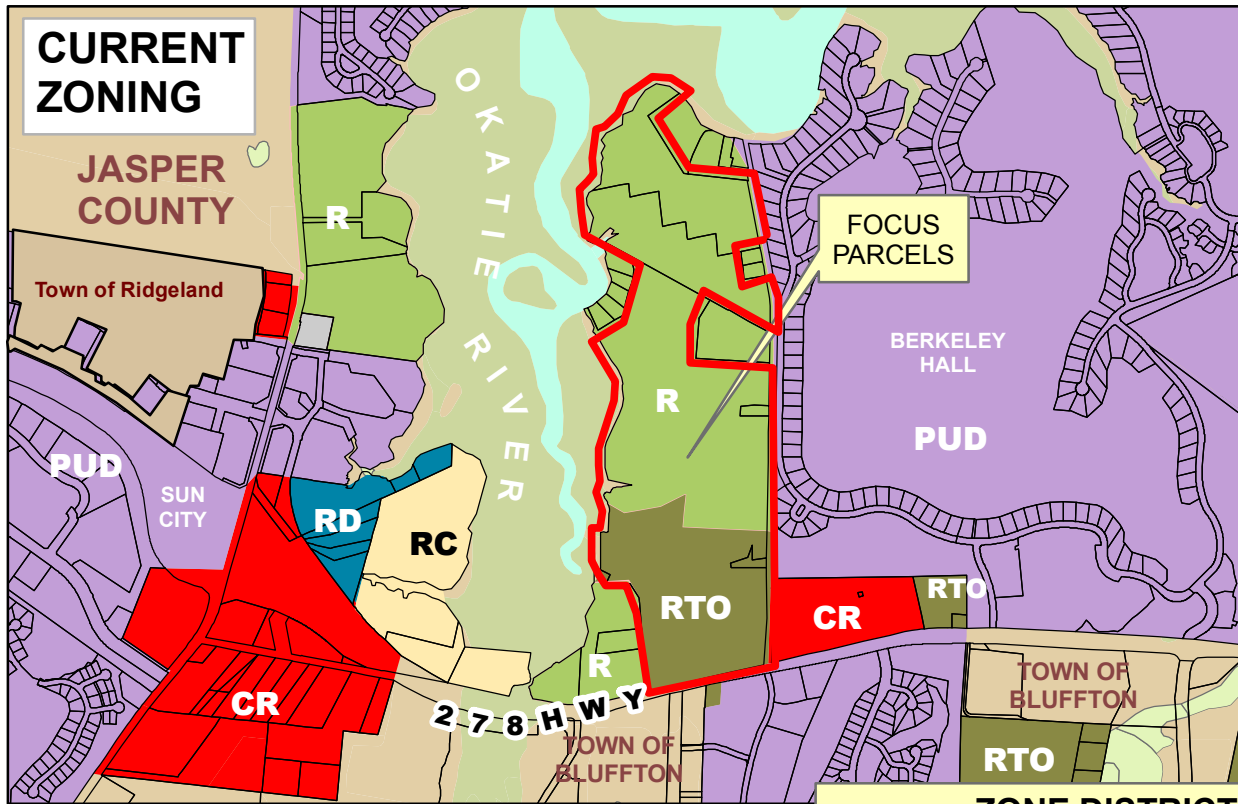 CURRENT
ZONING
JASPER
COUNTY
OKATIE RIVER
R
FOCUS
PARCELS
Town of Ridgeland
BERKELEY
HALL
R
PUD
PUD
SUN
CITY
RD
RC
RTO
CR
RTO
R
CR
278 HWY
TOWN OF
BLUFFTON
TOWN OF
BLUFFTON
RTO